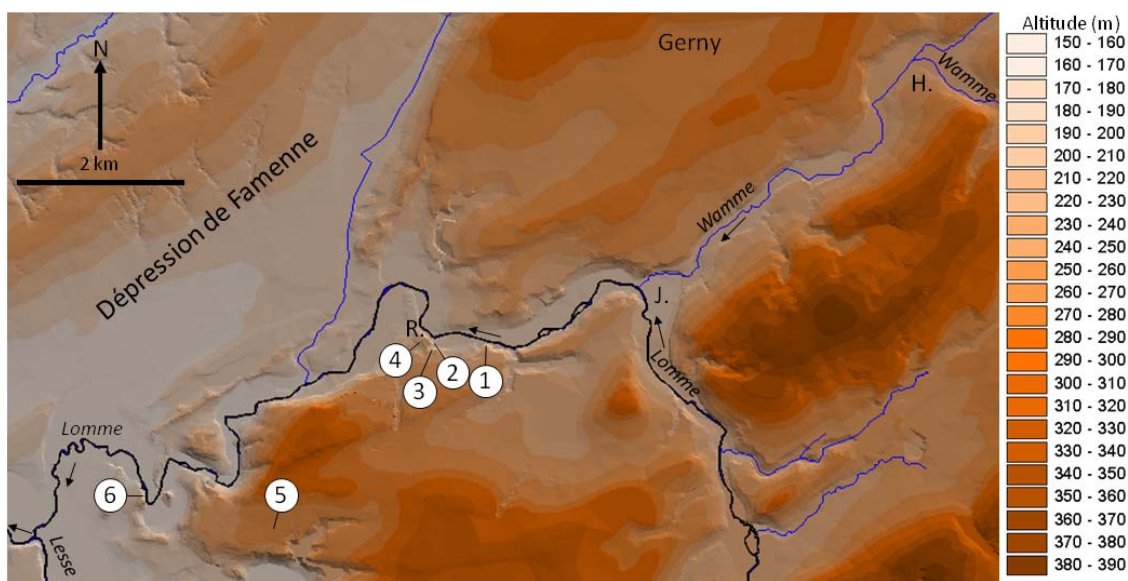 N
2 km
Dépression de Famenne
Gerny
H.
Wamme
Wamme
J.
R.
Lomme
4
3
2
1
Lomme
6
5
Lesse
Altitude (m)
150 - 160
160 - 170
170 - 180
180 - 190
190 - 200
200 - 210
210 - 220
220 - 230
230 - 240
240 - 250
250 - 260
260 - 270
270 - 280
280 - 290
290 - 300
300 - 310
310 - 320
320 - 330
330 - 340
340 - 350
350 - 360
360 - 370
370 - 380
380 - 390